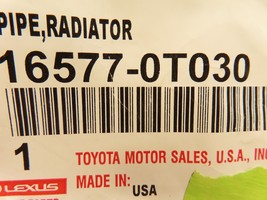 PIPE,RADIATOR
16577-0T030
1
TOYOTA MOTOR SALES, U.S.A., INC
LEXUS
MADE IN: USA